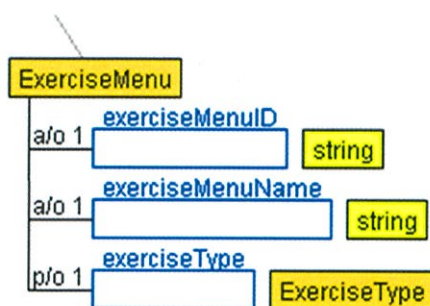 ExerciseMenu
exerciseMenuID
a/o 1
string
exerciseMenuName
a/o 1
string
exerciseType
p/o 1
ExerciseType